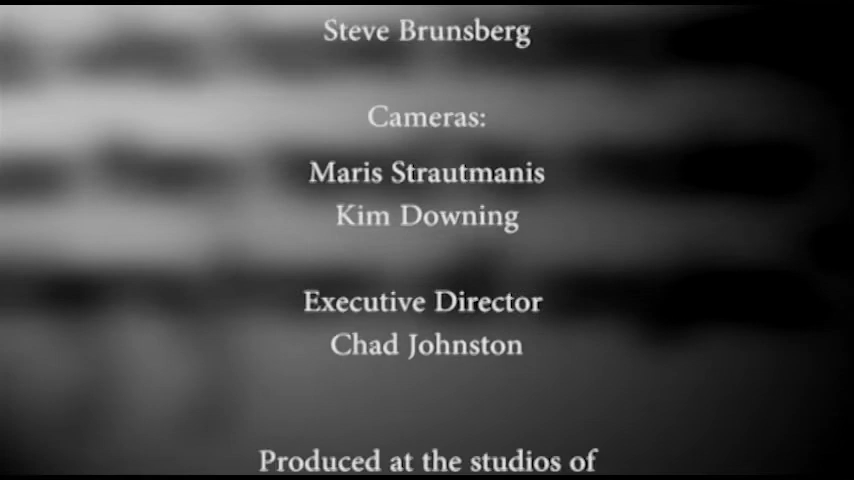 Steve Brunsberg
Cameras:
Maris Strautmanis
Kim Downing
Executive Director
Chad Johnston
Produced at the studios of